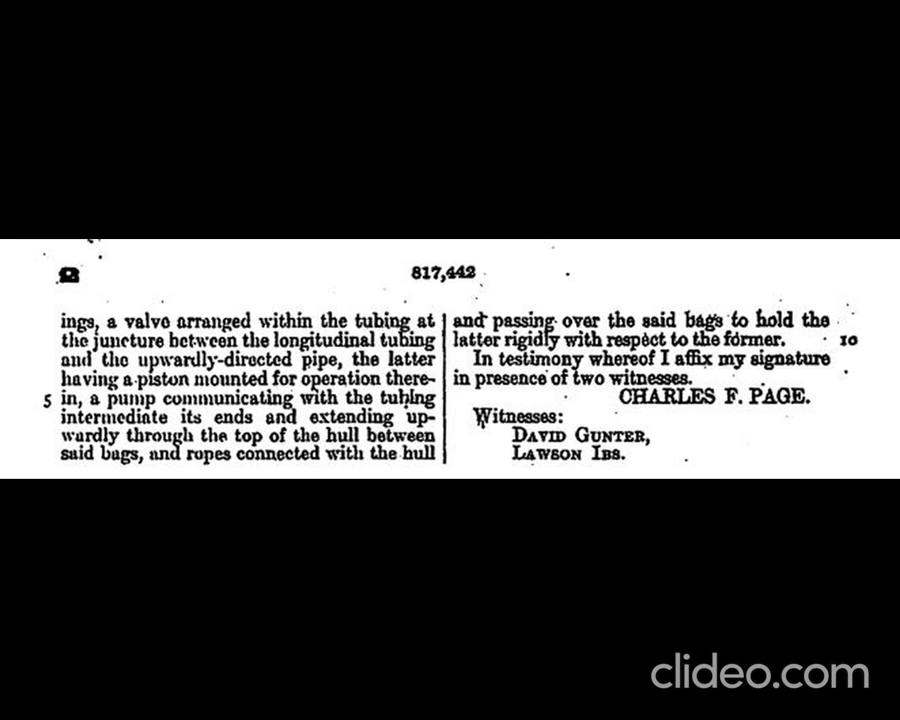 2
817,442
ings, a valve arranged within the tubing at
the juncture between the longitudinal tubing
and the upwardly-directed pipe, the latter
having a piston mounted for operation there-
5 in, a pump communicating with the tubing
intermediate its ends and extending up-
wardly through the top of the hull between
said bags, and ropes connected with the hull
and passing over the said bags to hold the
latter rigidly with respect to the former. 10
In testimony whereof I affix my signature
in presence of two witnesses.
CHARLES F. PAGE.
Witnesses:
DAVID GUNTER,
LAWSON IBS.
clideo.com